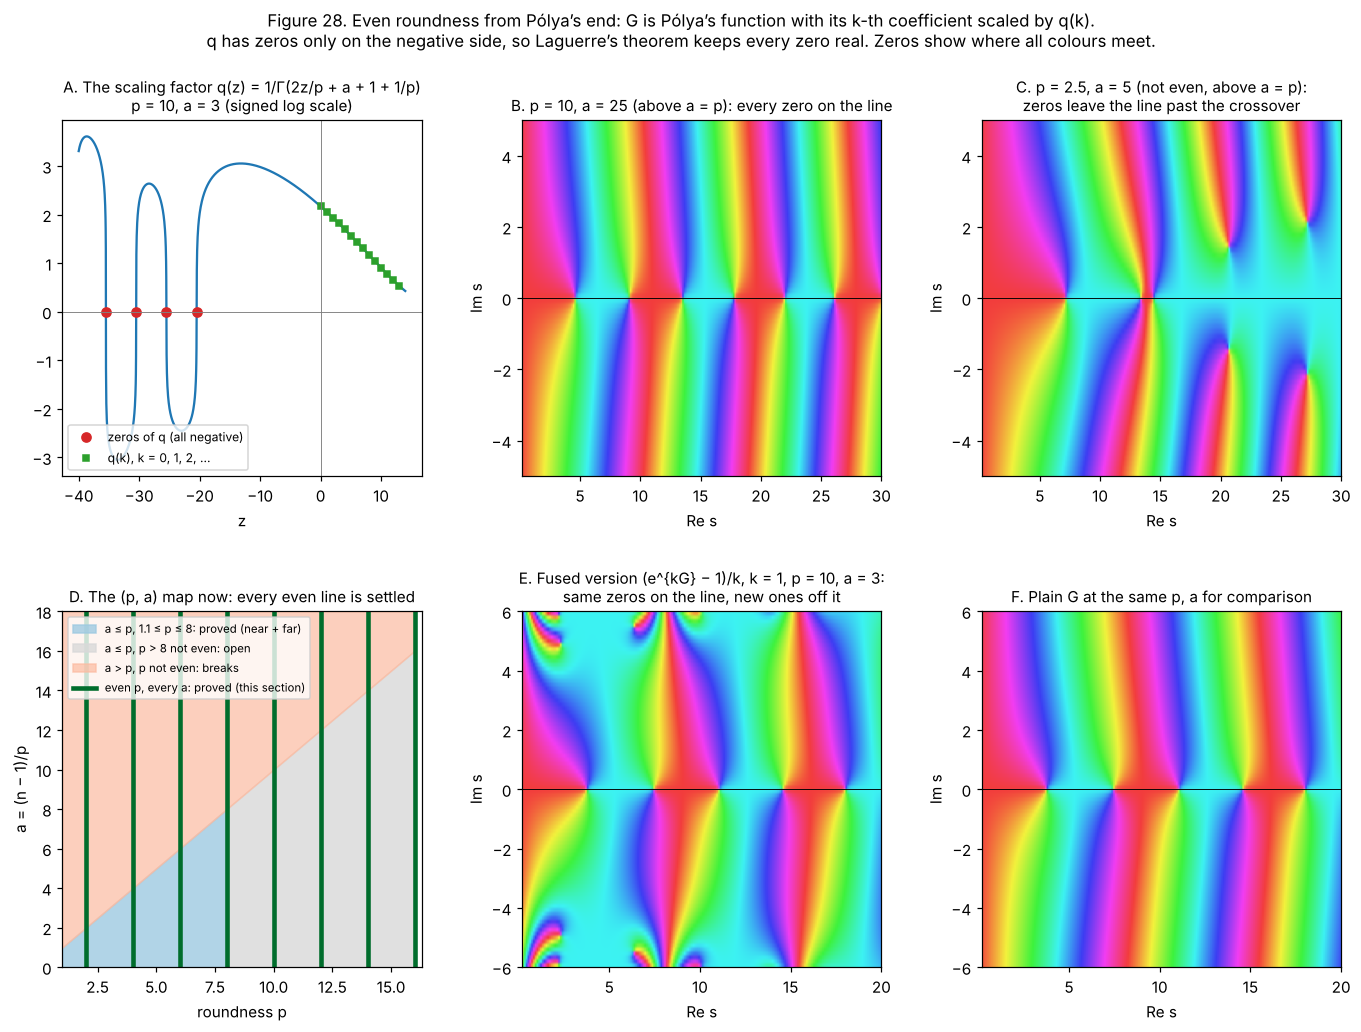 Figure 28. Even roundness from Pólya's end: G is Pólya's function with its k-th coefficient scaled by q(k).
q has zeros only on the negative side, so Laguerre's theorem keeps every zero real. Zeros show where all colours meet.
A. The scaling factor q(z) = 1/Γ(2z/p + a + 1 + 1/p)
p = 10, a = 3 (signed log scale)
3
2
1
0
−1
−2
−3
zeros of q (all negative)
q(k), k = 0, 1, 2, ...
−40 −30 −20 −10 0 10
z
B. p = 10, a = 25 (above a = p): every zero on the line
Im s
4
2
0
−2
−4
5 10 15 20 25 30
Re s
C. p = 2.5, a = 5 (not even, above a = p):
zeros leave the line past the crossover
Im s
4
2
0
−2
−4
5 10 15 20 25 30
Re s
D. The (p, a) map now: every even line is settled
a = (n − 1)/p
18
16
14
12
10
8
6
4
2
0
a ≤ p, 1.1 ≤ p ≤ 8: proved (near + far)
a ≤ p, p > 8 not even: open
a > p, p not even: breaks
even p, every a: proved (this section)
2.5 5.0 7.5 10.0 12.5 15.0
roundness p
E. Fused version (e^{kG} − 1)/k, k = 1, p = 10, a = 3:
same zeros on the line, new ones off it
Im s
6
4
2
0
−2
−4
−6
5 10 15 20
Re s
F. Plain G at the same p, a for comparison
Im s
6
4
2
0
−2
−4
−6
5 10 15 20
Re s